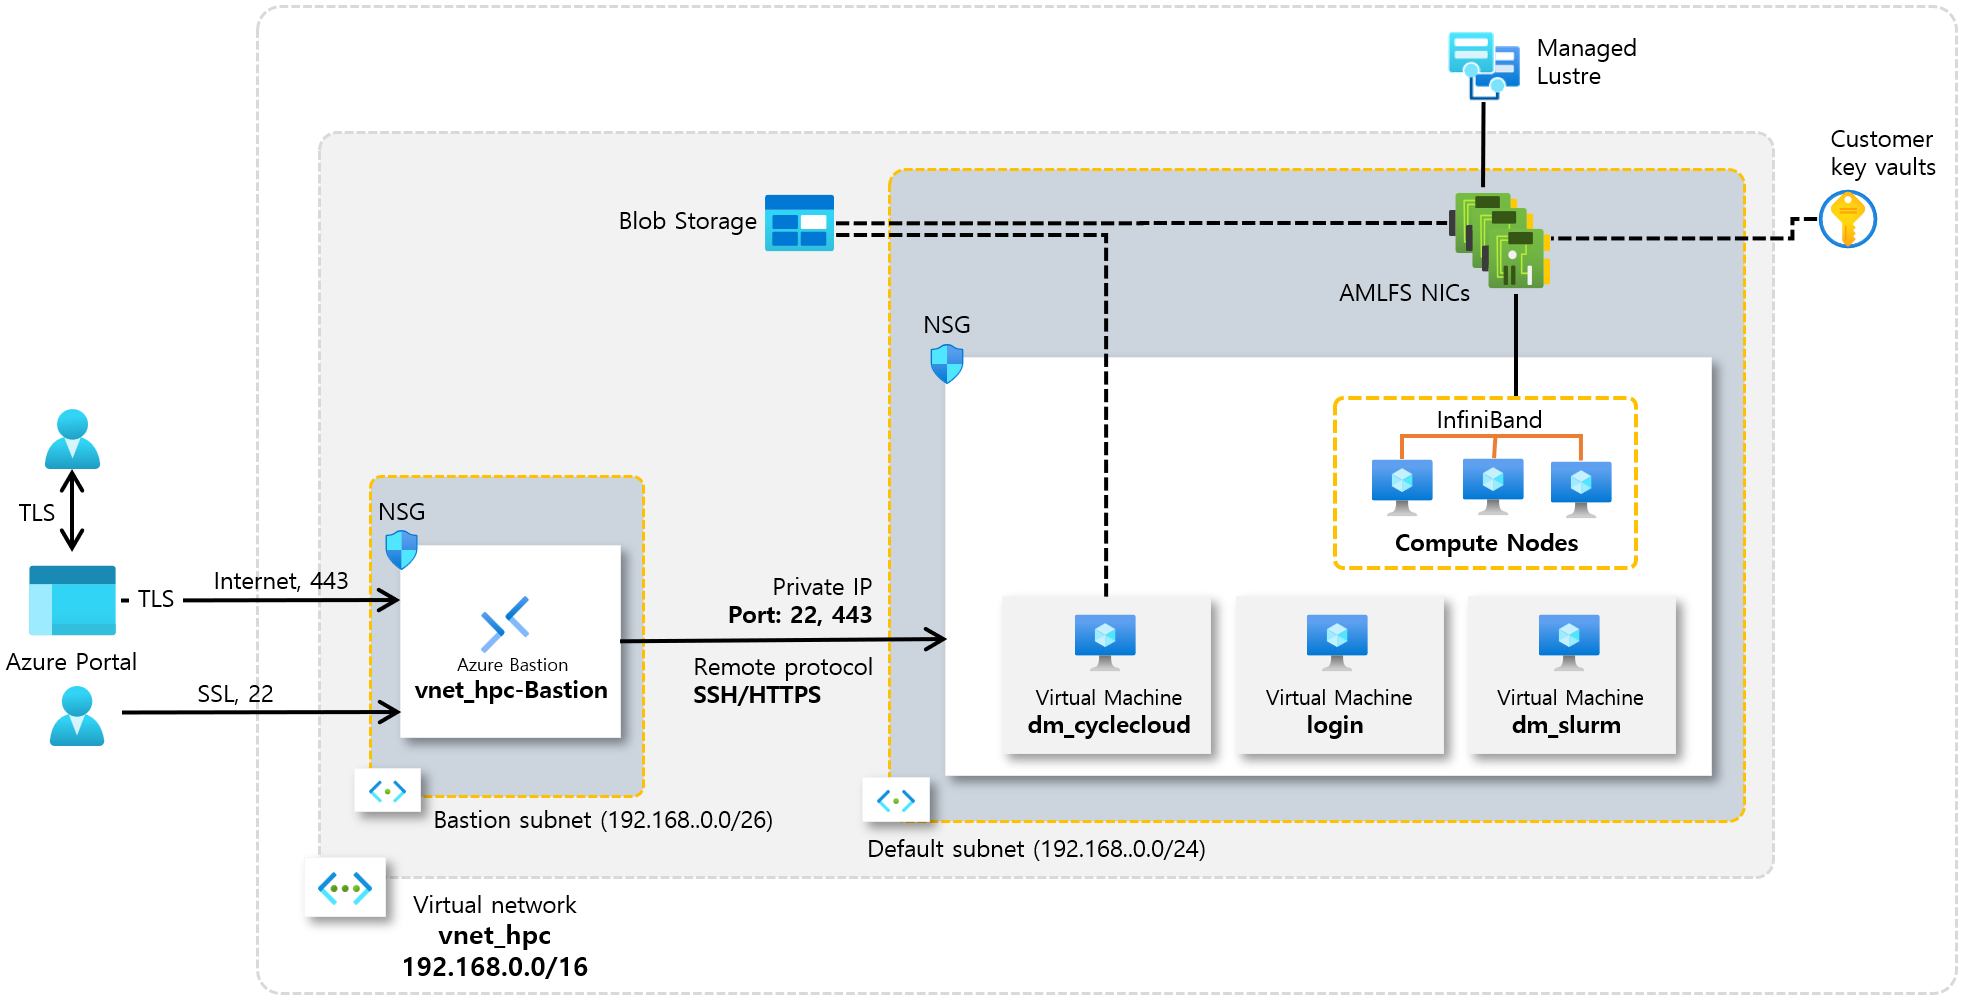 Managed
Lustre
Customer
key vaults
Blob Storage
AMLFS NICs
NSG
InfiniBand
Compute Nodes
TLS
NSG
Internet, 443
TLS
Azure Portal
SSL, 22
Azure Bastion
vnet_hpc-Bastion
Private IP
Port: 22, 443
Remote protocol
SSH/HTTPS
Virtual Machine
dm_cyclecloud
Virtual Machine
login
Virtual Machine
dm_slurm
Bastion subnet (192.168..0.0/26)
Default subnet (192.168..0.0/24)
Virtual network
vnet_hpc
192.168.0.0/16